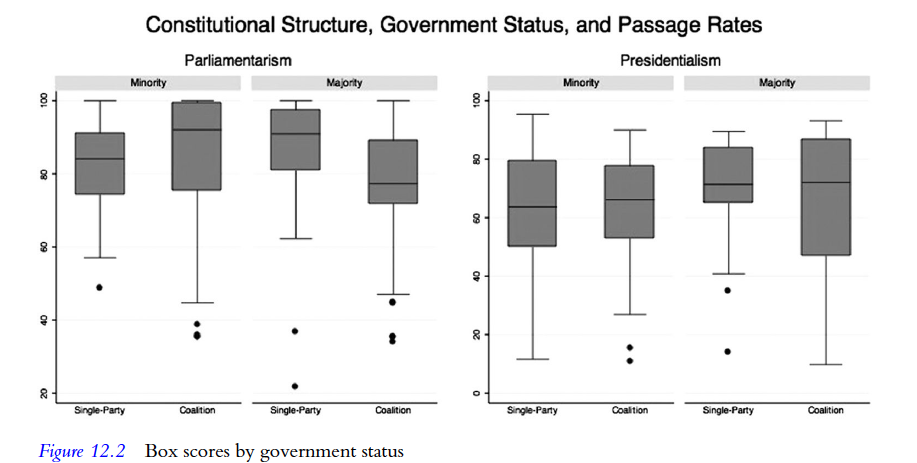 Constitutional Structure, Government Status, and Passage Rates
Parliamentarism
Presidentialism
Minority
Majority
Minority
Majority
100
80
60
40
20
100
80
60
40
20
0
Single-Party
Coalition
Single-Party
Coalition
Single-Party
Coalition
Single-Party
Coalition
Figure 12.2 Box scores by government status